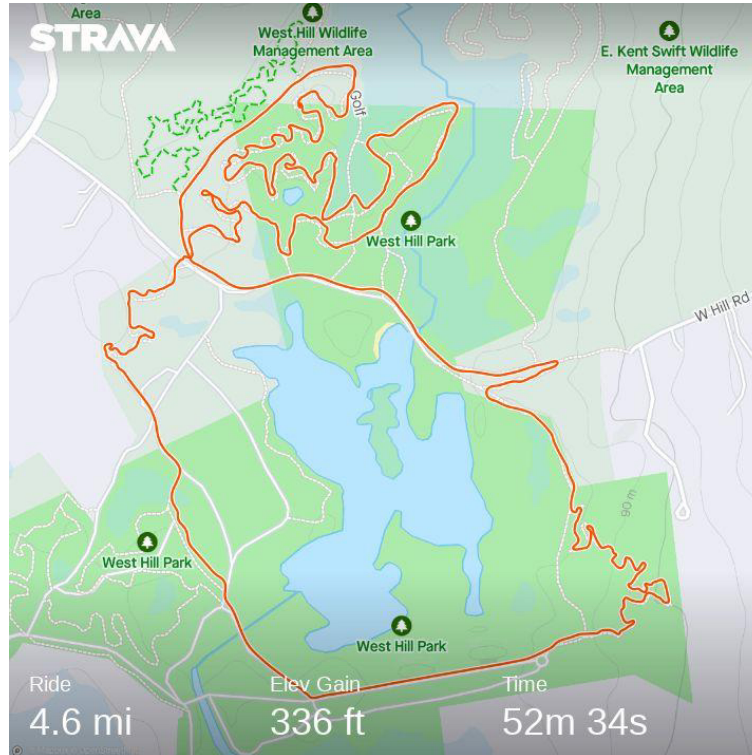 Area
STRAVA
West Hill Wildlife
Management Area
E. Kent Swift Wildlife
Management
Area
Golf
West Hill Park
W Hill Rd
90 m
West Hill Park
West Hill Park
Ride
Elev Gain
Time
4.6 mi
336 ft
52m 34s